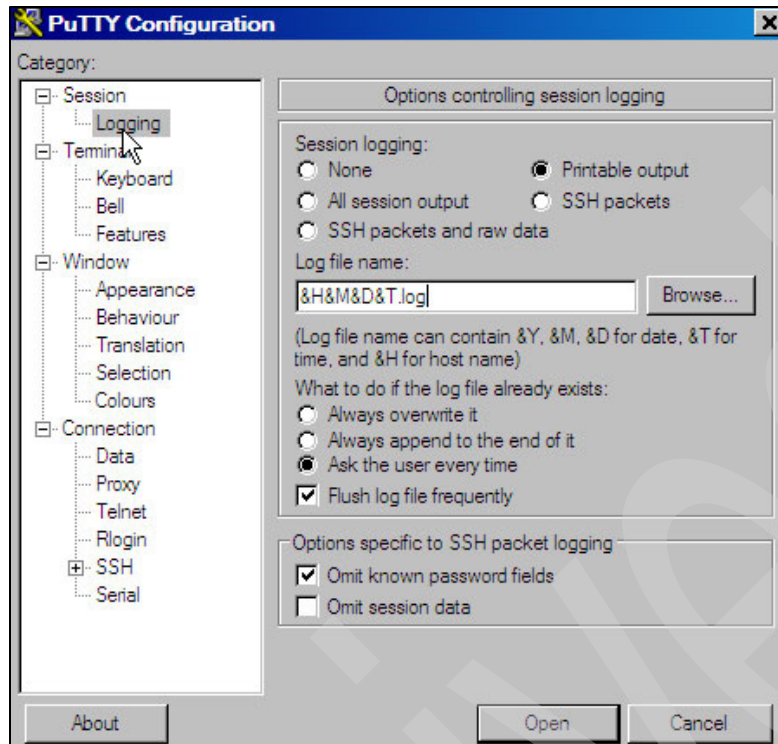 PuTTY Configuration
Category:
Session
Logging
Terminal
Keyboard
Bell
Features
Window
Appearance
Behaviour
Translation
Selection
Colours
Connection
Data
Proxy
Telnet
Rlogin
SSH
Serial
Options controlling session logging
Session logging:
None
Printable output
All session output
SSH packets
SSH packets and raw data
Log file name:
&H&M&D&T.log
Browse...
(Log file name can contain &Y, &M, &D for date, &T for
time, and &H for host name)
What to do if the log file already exists:
Always overwrite it
Always append to the end of it
Ask the user every time
Flush log file frequently
Options specific to SSH packet logging
Omit known password fields
Omit session data
About
Open
Cancel